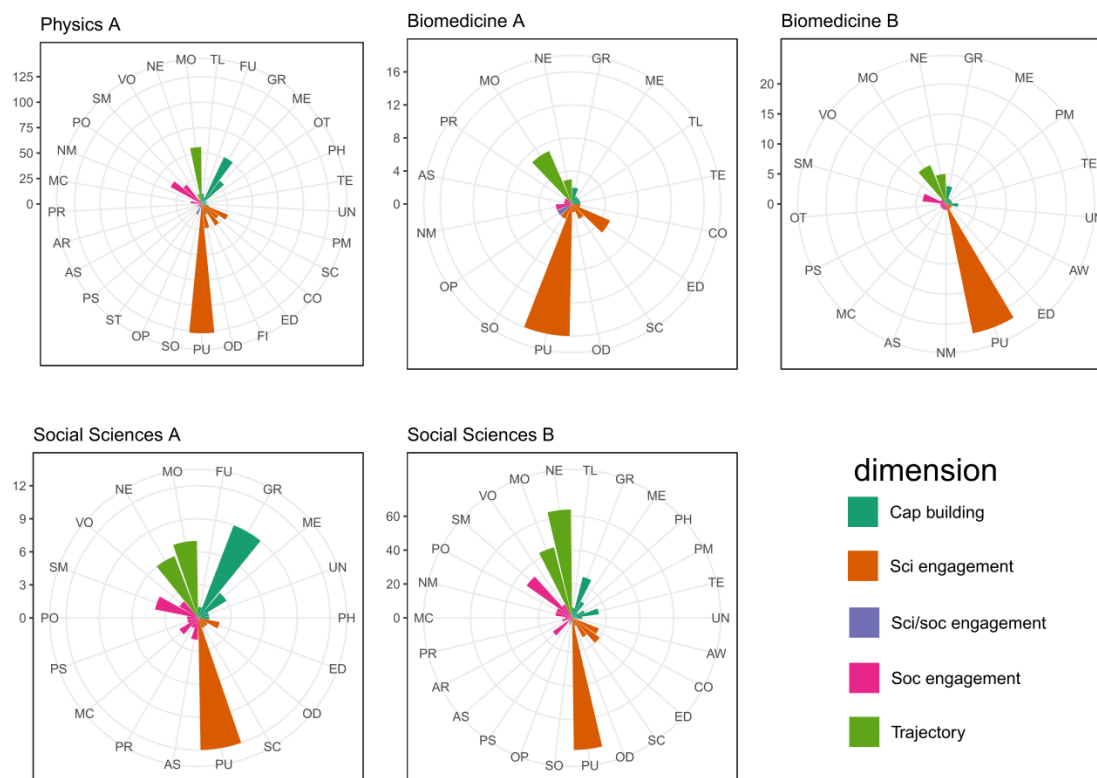 Physics A
125
100
75
50
25
0
MO
TL
FU
GR
ME
OT
PH
TE
UN
PM
SC
CO
ED
FI
OD
PU
SO
OP
ST
PS
AS
AR
PR
MC
NM
PO
SM
VO
NE
Biomedicine A
16
12
8
4
0
NE
GR
ME
TL
TE
CO
ED
SC
OD
PU
SO
OP
NM
AS
PR
MO
Biomedicine B
20
15
10
5
0
NE
GR
ME
PM
TE
AW
ED
PU
NM
AS
MC
PS
OT
SM
VO
MO
Social Sciences A
12
9
6
3
0
MO
FU
GR
ME
UN
PH
ED
OD
SC
PU
AS
PR
MC
PS
PO
SM
VO
NE
Social Sciences B
60
40
20
0
NE
TL
GR
ME
PH
PM
TE
UN
AW
CO
ED
SC
OD
PU
SO
OP
PS
AS
AR
PR
MC
NM
PO
SM
VO
MO
dimension
Cap building
Sci engagement
Sci/soc engagement
Soc engagement
Trajectory